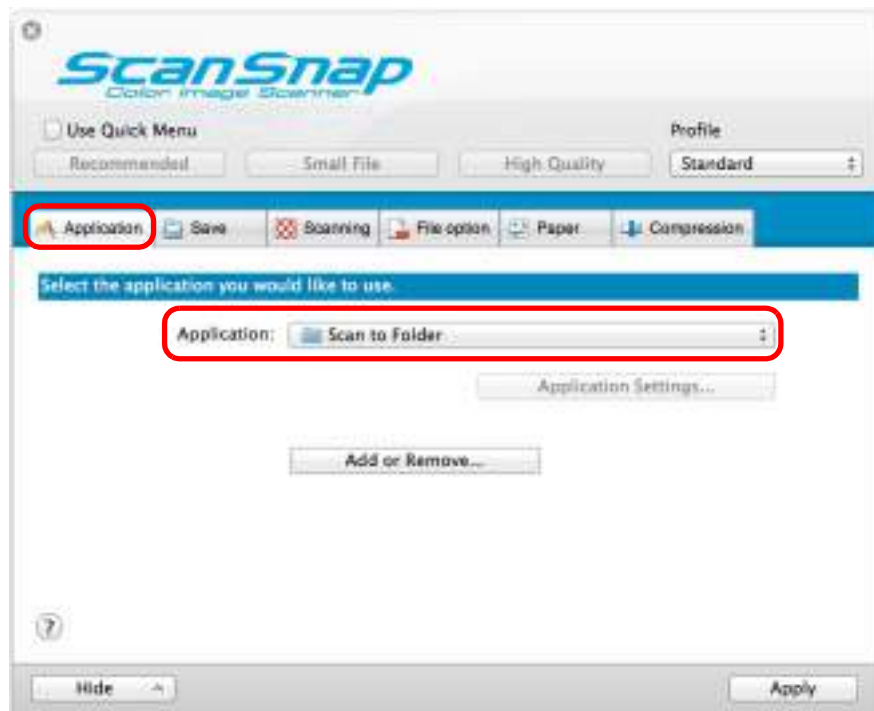 ScanSnap
Color Image Scanner
Use Quick Menu
Profile
Recommended Small File High Quality Standard
Application Save Scanning File option Paper Compression
Select the application you would like to use.
Application: Scan to Folder
Application Settings...
Add or Remove...
?
Hide Apply